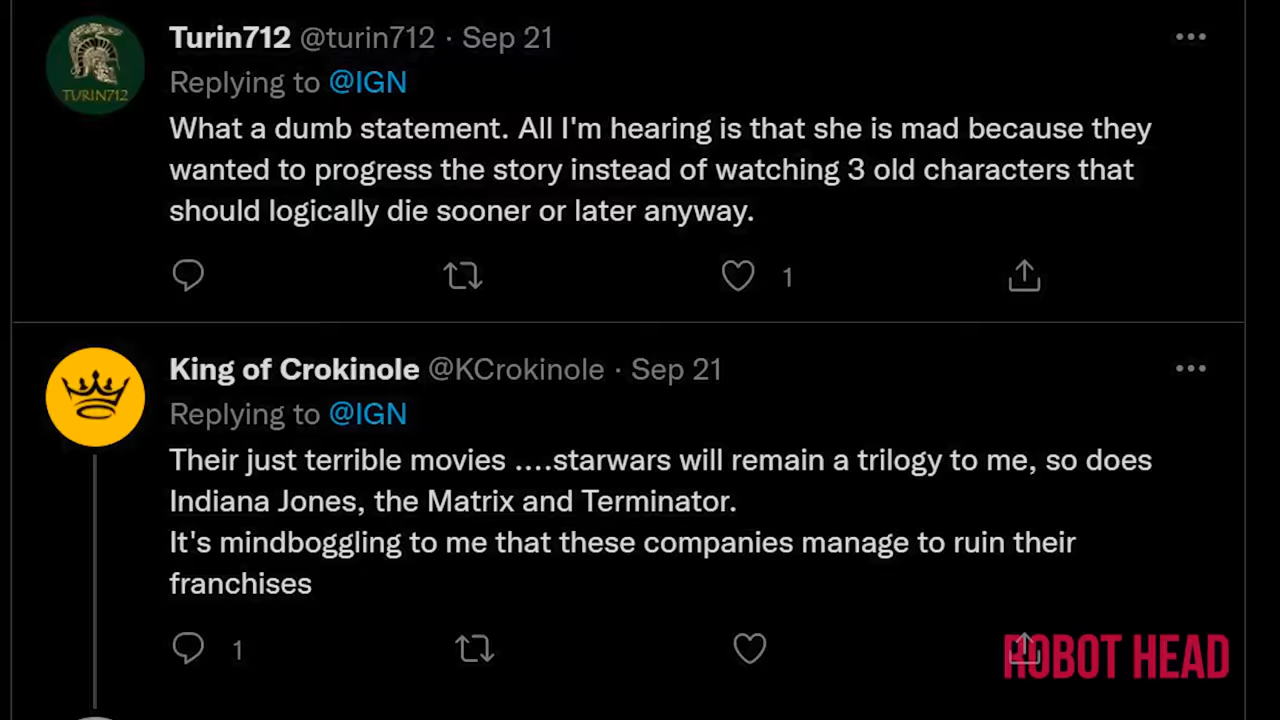 Turin712 @turin712 · Sep 21
Replying to @IGN
What a dumb statement. All I'm hearing is that she is mad because they
wanted to progress the story instead of watching 3 old characters that
should logically die sooner or later anyway.
1
TURIN712
King of Crokinole @KCrokinole · Sep 21
Replying to @IGN
Their just terrible movies ....starwars will remain a trilogy to me, so does
Indiana Jones, the Matrix and Terminator.
It's mindboggling to me that these companies manage to ruin their
franchises
1
ROBOT HEAD